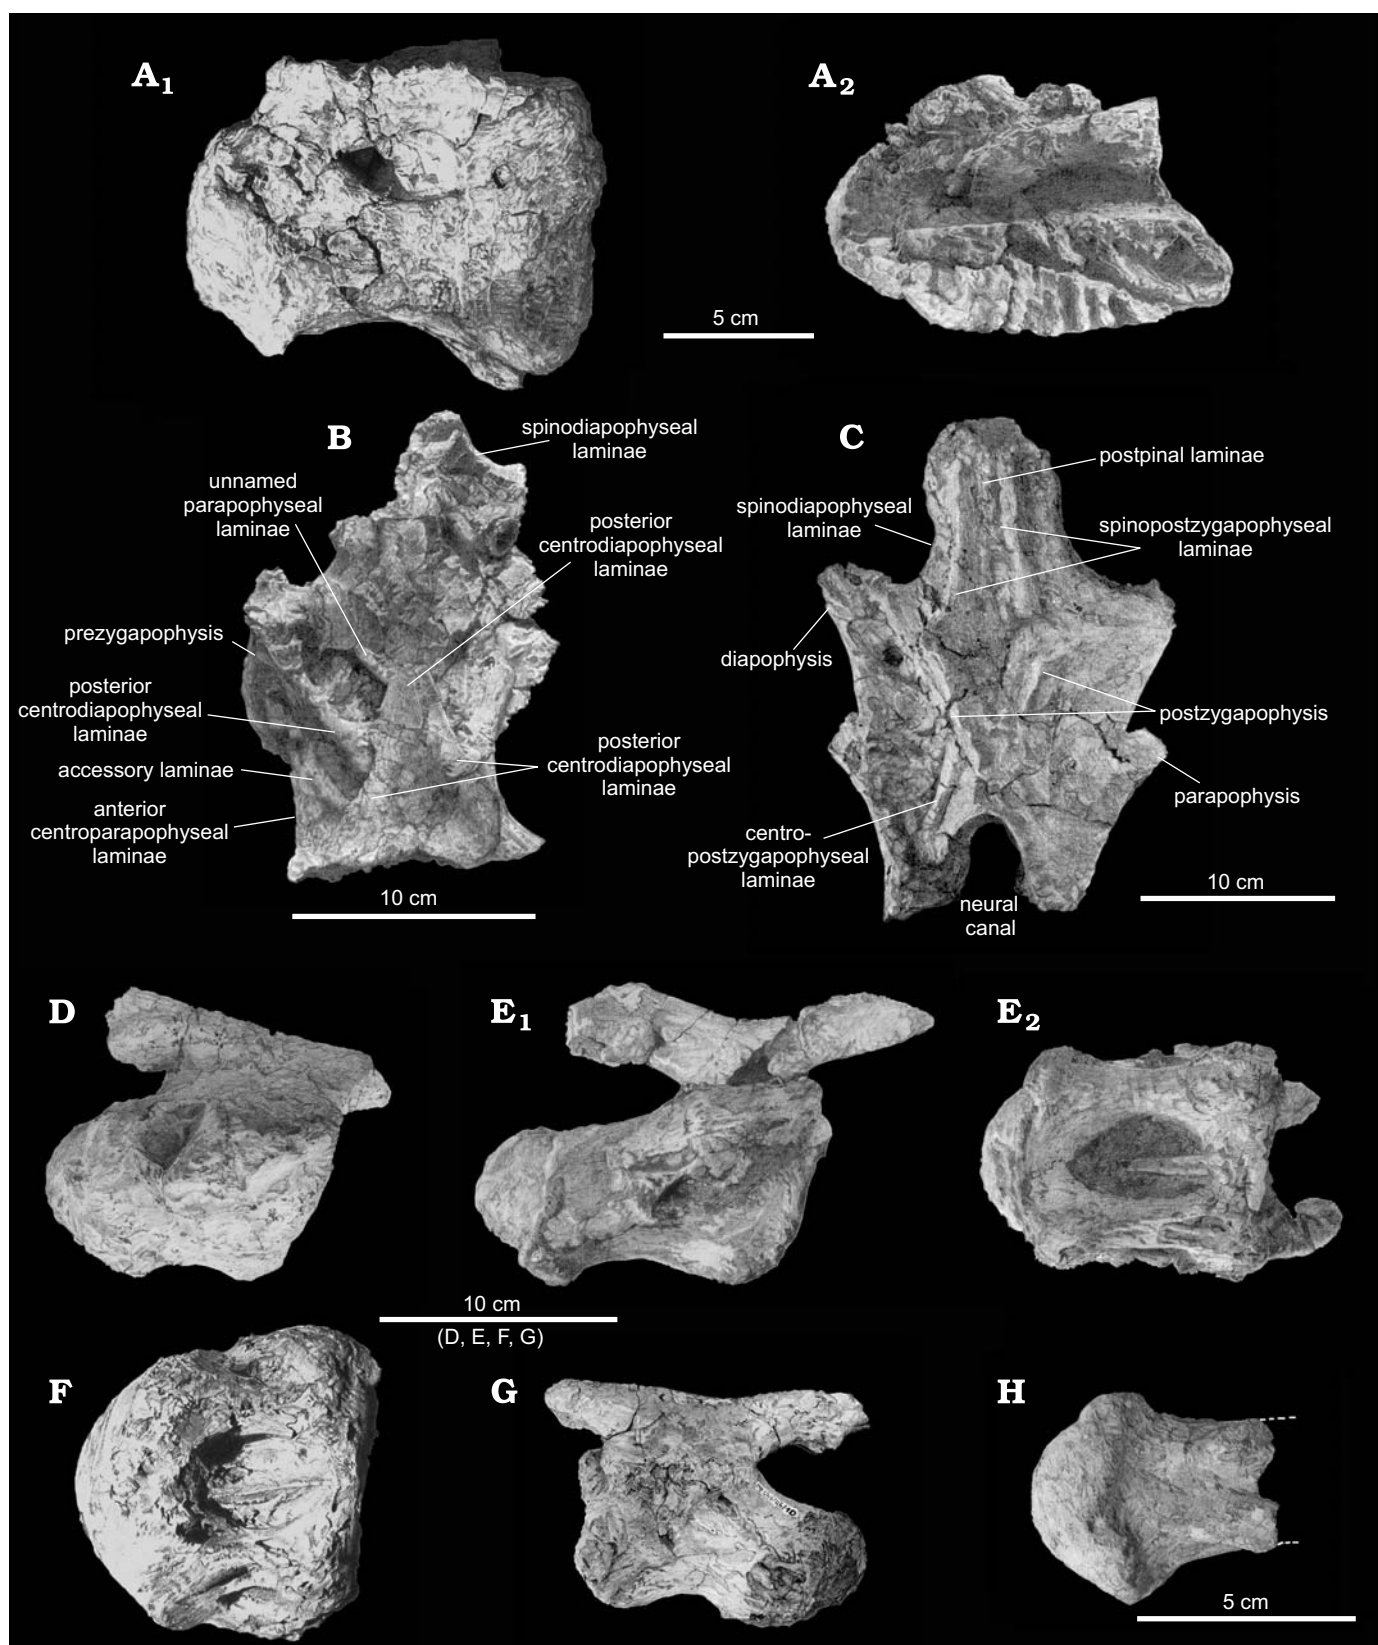 A1
A2
5 cm
B
spinodiapophyseal
laminae
unnamed
parapophyseal
laminae
posterior
centrodiapophyseal
laminae
prezygapophysis
posterior
centrodiapophyseal
laminae
accessory laminae
anterior
centroparapophyseal
laminae
posterior
centrodiapophyseal
laminae
10 cm
C
postpinal laminae
spinodiapophyseal
laminae
spinopostzygapophyseal
laminae
diapophysis
postzygapophysis
parapophysis
centro-
postzygapophyseal
laminae
neural
canal
10 cm
D
E1
E2
10 cm
(D, E, F, G)
F
G
H
5 cm